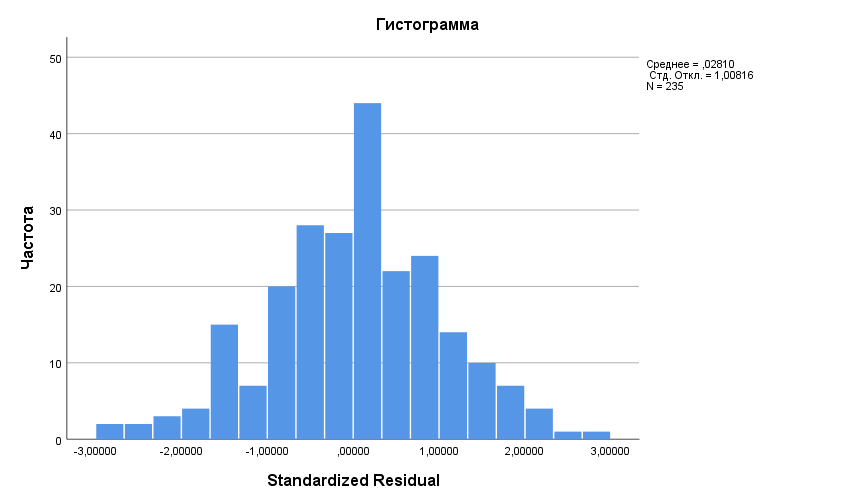 Гистограмма
50
40
30
20
10
0
Частота
-3,00000 -2,00000 -1,00000 ,00000 1,00000 2,00000 3,00000
Standardized Residual
Среднее = ,02810
Стд. Откл. = 1,00816
N = 235